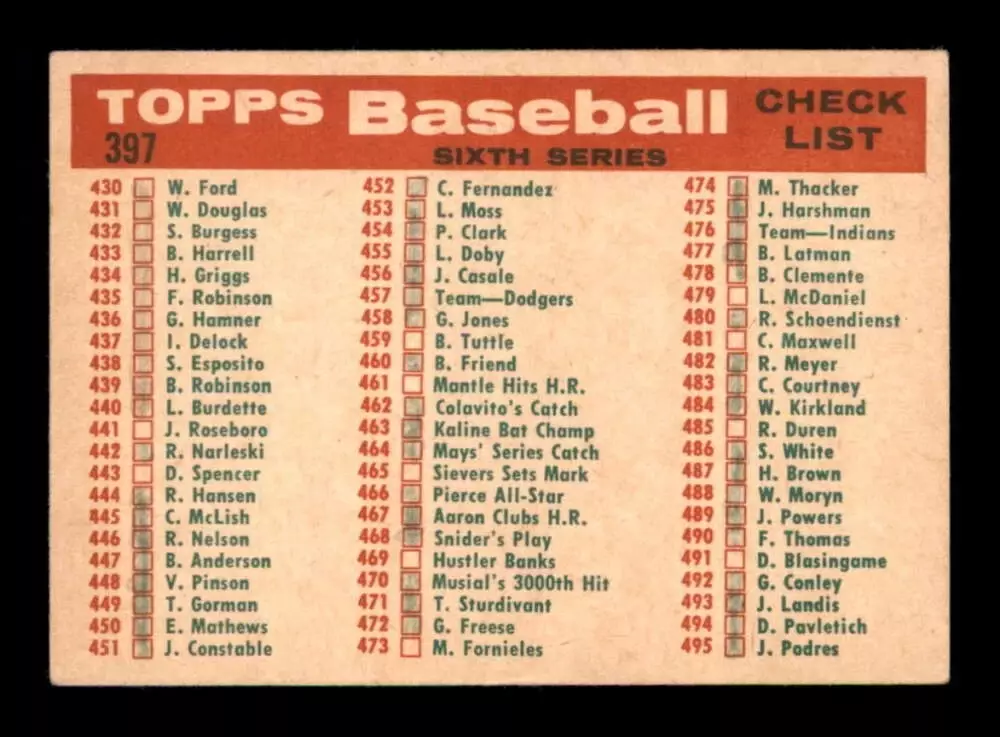 TOPPS Baseball CHECK LIST
397
SIXTH SERIES
430 W. Ford
431 W. Douglas
432 S. Burgess
433 B. Harrell
434 H. Griggs
435 F. Robinson
436 G. Hamner
437 I. Delock
438 S. Esposito
439 B. Robinson
440 L. Burdette
441 J. Roseboro
442 R. Narleski
443 D. Spencer
444 R. Hansen
445 C. McLish
446 R. Nelson
447 B. Anderson
448 V. Pinson
449 T. Gorman
450 E. Mathews
451 J. Constable
452 C. Fernandez
453 L. Moss
454 P. Clark
455 L. Doby
456 J. Casale
457 Team—Dodgers
458 G. Jones
459 B. Tuttle
460 B. Friend
461 Mantle Hits H.R.
462 Colavito's Catch
463 Kaline Bat Champ
464 Mays' Series Catch
465 Sievers Sets Mark
466 Pierce All-Star
467 Aaron Clubs H.R.
468 Snider's Play
469 Hustler Banks
470 Musial's 3000th Hit
471 T. Sturdivant
472 G. Freese
473 M. Fornieles
474 M. Thacker
475 J. Harshman
476 Team—Indians
477 B. Latman
478 B. Clemente
479 L. McDaniel
480 R. Schoendienst
481 C. Maxwell
482 R. Meyer
483 C. Courtney
484 W. Kirkland
485 R. Duren
486 S. White
487 H. Brown
488 W. Moryn
489 J. Powers
490 F. Thomas
491 D. Blasingame
492 G. Conley
493 J. Landis
494 D. Pavletich
495 J. Podres